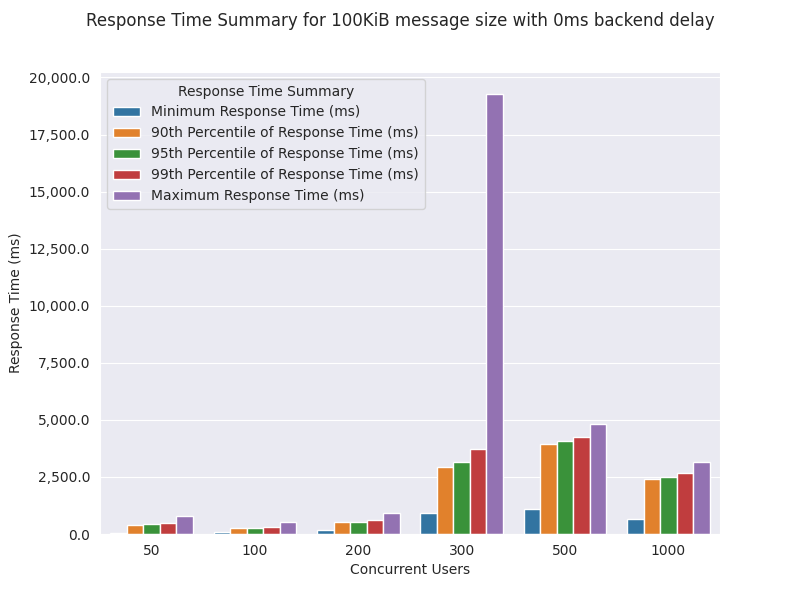 Response Time Summary for 100KiB message size with 0ms backend delay
20,000.0
17,500.0
15,000.0
12,500.0
10,000.0
7,500.0
5,000.0
2,500.0
0.0
Response Time (ms)
Response Time Summary
Minimum Response Time (ms)
90th Percentile of Response Time (ms)
95th Percentile of Response Time (ms)
99th Percentile of Response Time (ms)
Maximum Response Time (ms)
50 100 200 300 500 1000
Concurrent Users